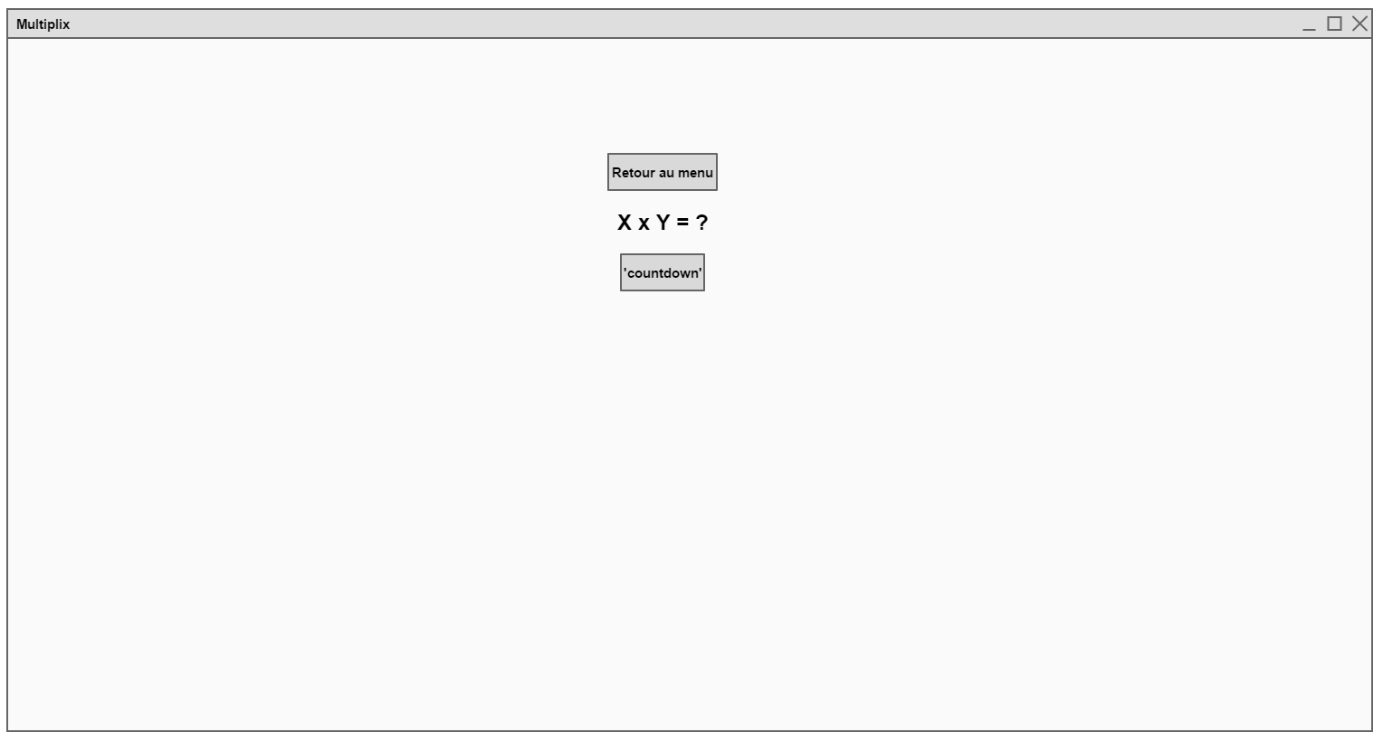 Multiplix
Retour au menu
X x Y = ?
'countdown'